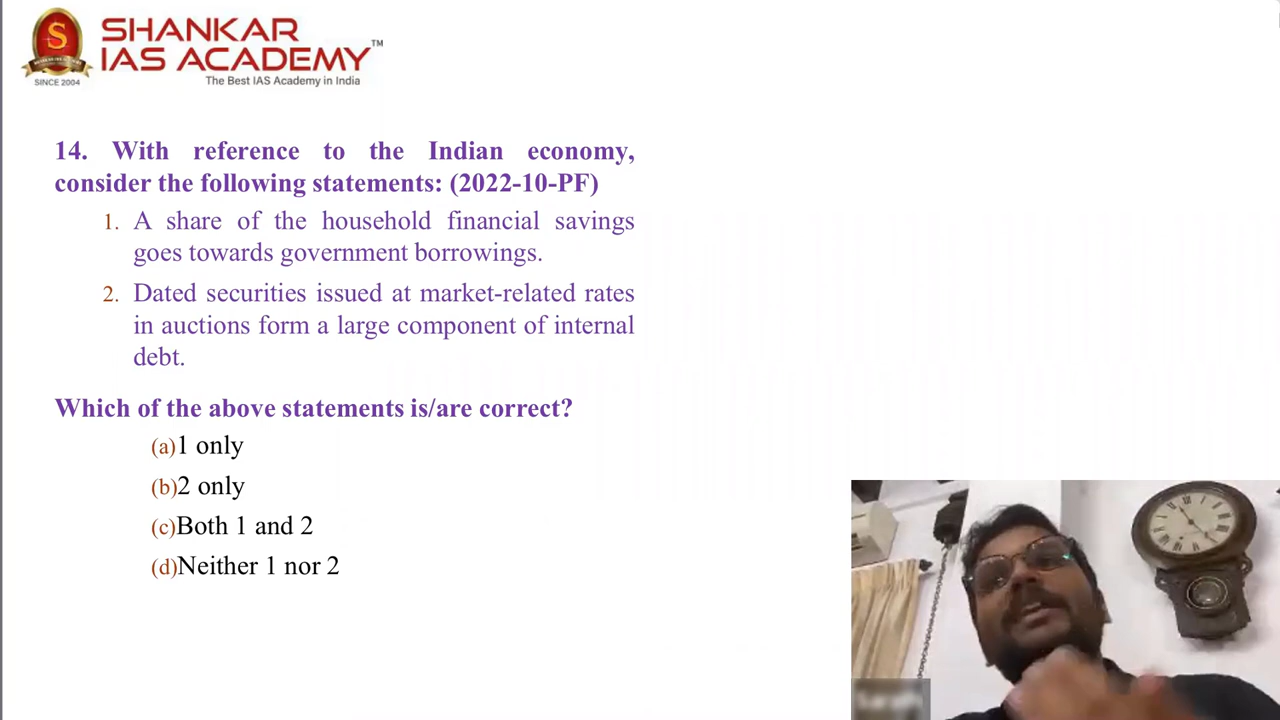 SHANKAR
IAS ACADEMY™
The Best IAS Academy in India
SINCE 2004
14. With reference to the Indian economy,
consider the following statements: (2022-10-PF)
1. A share of the household financial savings
goes towards government borrowings.
2. Dated securities issued at market-related rates
in auctions form a large component of internal
debt.
Which of the above statements is/are correct?
(a)1 only
(b)2 only
(c)Both 1 and 2
(d)Neither 1 nor 2